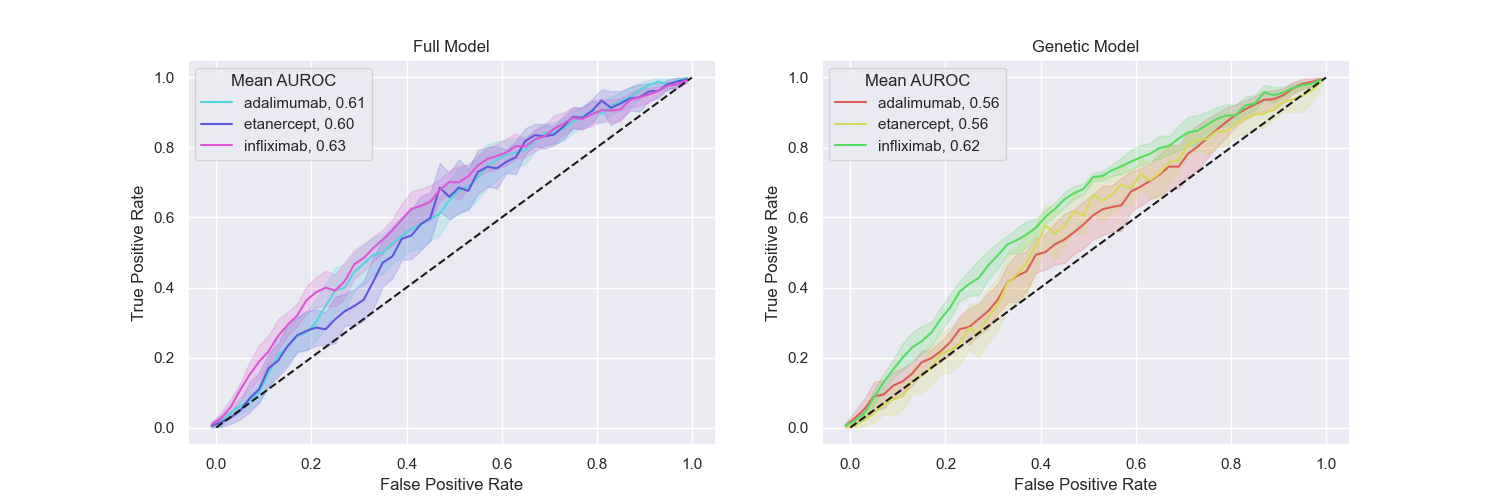 Full Model
Mean AUROC
adalimumab, 0.61
etanercept, 0.60
infliximab, 0.63
True Positive Rate
1.0
0.8
0.6
0.4
0.2
0.0
0.0 0.2 0.4 0.6 0.8 1.0
False Positive Rate
Genetic Model
Mean AUROC
adalimumab, 0.56
etanercept, 0.56
infliximab, 0.62
True Positive Rate
1.0
0.8
0.6
0.4
0.2
0.0
0.0 0.2 0.4 0.6 0.8 1.0
False Positive Rate